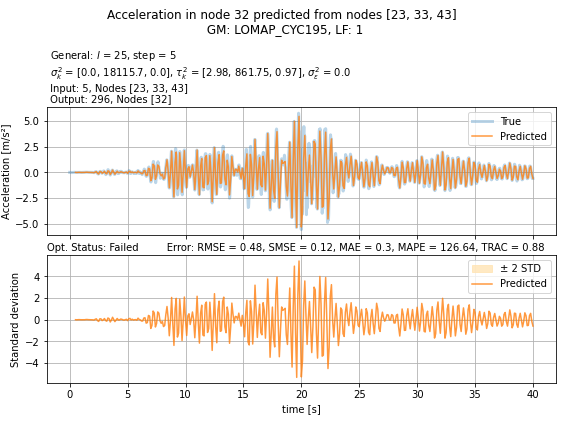 Acceleration in node 32 predicted from nodes [23, 33, 43]
GM: LOMAP_CYC195, LF: 1
General: l = 25, step = 5
σ²ₖ = [0.0, 18115.7, 0.0], τ²ₖ = [2.98, 861.75, 0.97], σ²ε = 0.0
Input: 5, Nodes [23, 33, 43]
Output: 296, Nodes [32]
Acceleration [m/s²]
5.0
2.5
0.0
−2.5
−5.0
True
Predicted
Opt. Status: Failed Error: RMSE = 0.48, SMSE = 0.12, MAE = 0.3, MAPE = 126.64, TRAC = 0.88
Standard deviation
4
2
0
−2
−4
± 2 STD
Predicted
0 5 10 15 20 25 30 35 40
time [s]